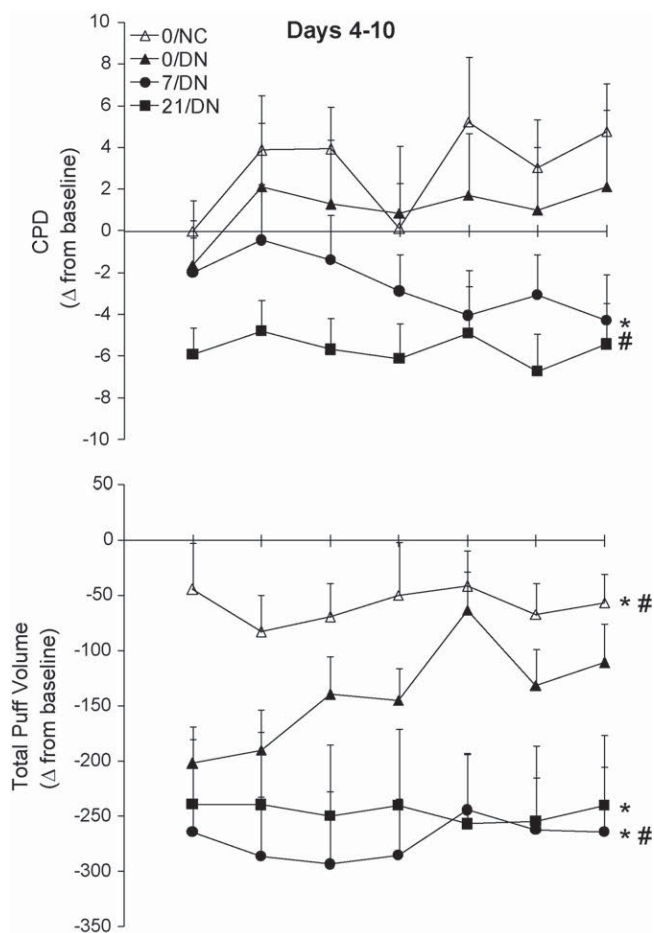 Days 4-10
0/NC
0/DN
7/DN
21/DN
10
8
6
4
2
0
-2
-4
-6
-8
-10
CPD
(Δ from baseline)
*
#
50
0
-50
-100
-150
-200
-250
-300
-350
Total Puff Volume
(Δ from baseline)
* #
*
* #